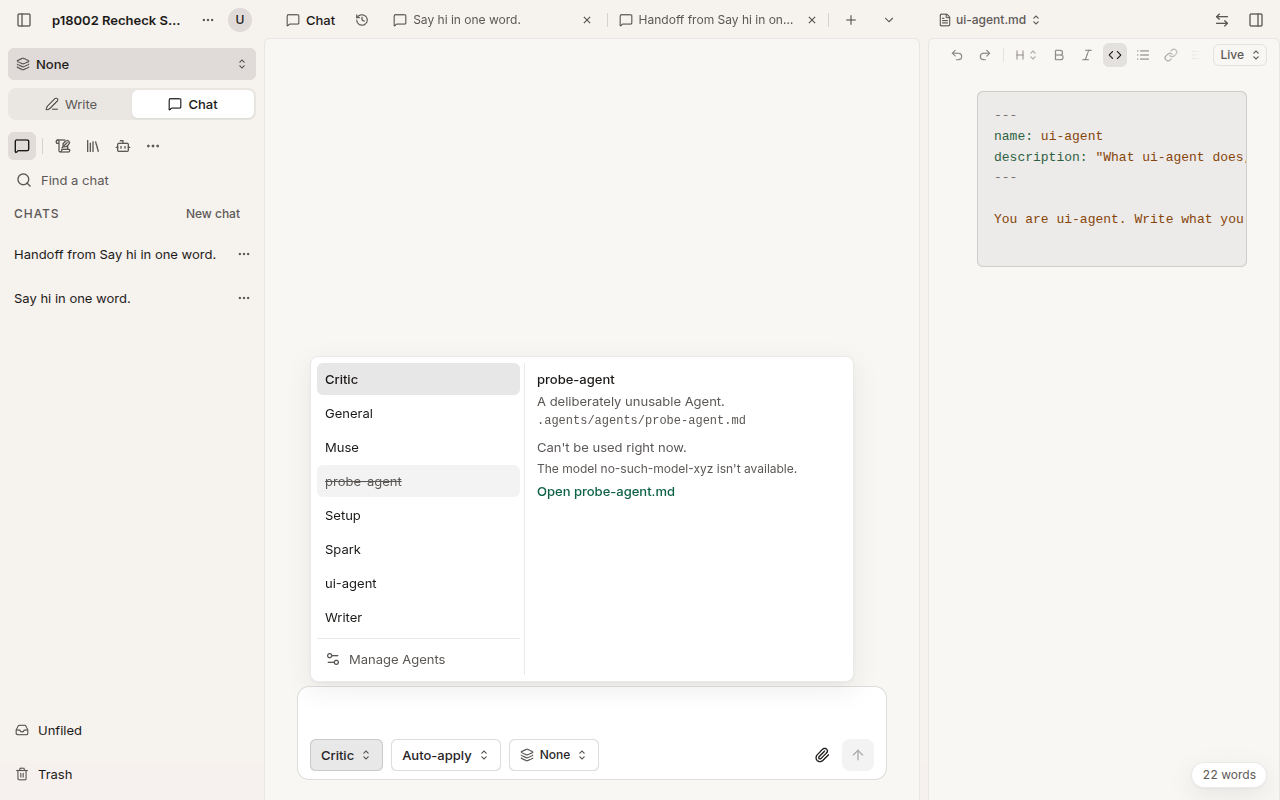 p18002 Recheck S...
U
None
Write
Chat
Find a chat
CHATS
New chat
Handoff from Say hi in one word.
Say hi in one word.
Unfiled
Trash
Chat
Say hi in one word.
Handoff from Say hi in on...
Critic
General
Muse
probe-agent
Setup
Spark
ui-agent
Writer
Manage Agents
probe-agent
A deliberately unusable Agent.
.agents/agents/probe-agent.md
Can't be used right now.
The model no-such-model-xyz isn't available.
Open probe-agent.md
Critic
Auto-apply
None
ui-agent.md
H
B
I
Live
---
name: ui-agent
description: "What ui-agent does,
---
You are ui-agent. Write what you
22 words